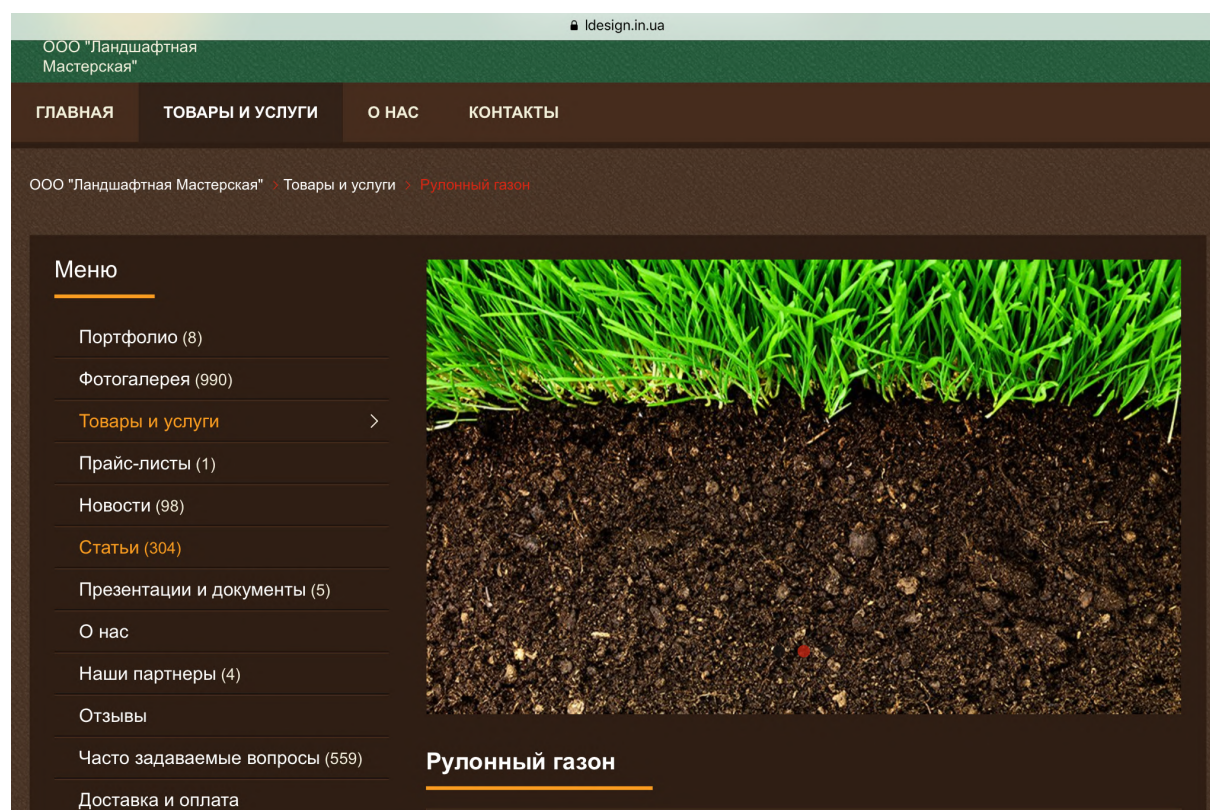 ldesign.in.ua
ООО "Ландшафтная
Мастерская"
ГЛАВНАЯ ТОВАРЫ И УСЛУГИ О НАС КОНТАКТЫ
ООО "Ландшафтная Мастерская" > Товары и услуги > Рулонный газон
Меню
Портфолио (8)
Фотогалерея (990)
Товары и услуги
Прайс-листы (1)
Новости (98)
Статьи (304)
Презентации и документы (5)
О нас
Наши партнеры (4)
Отзывы
Часто задаваемые вопросы (559)
Доставка и оплата
Рулонный газон